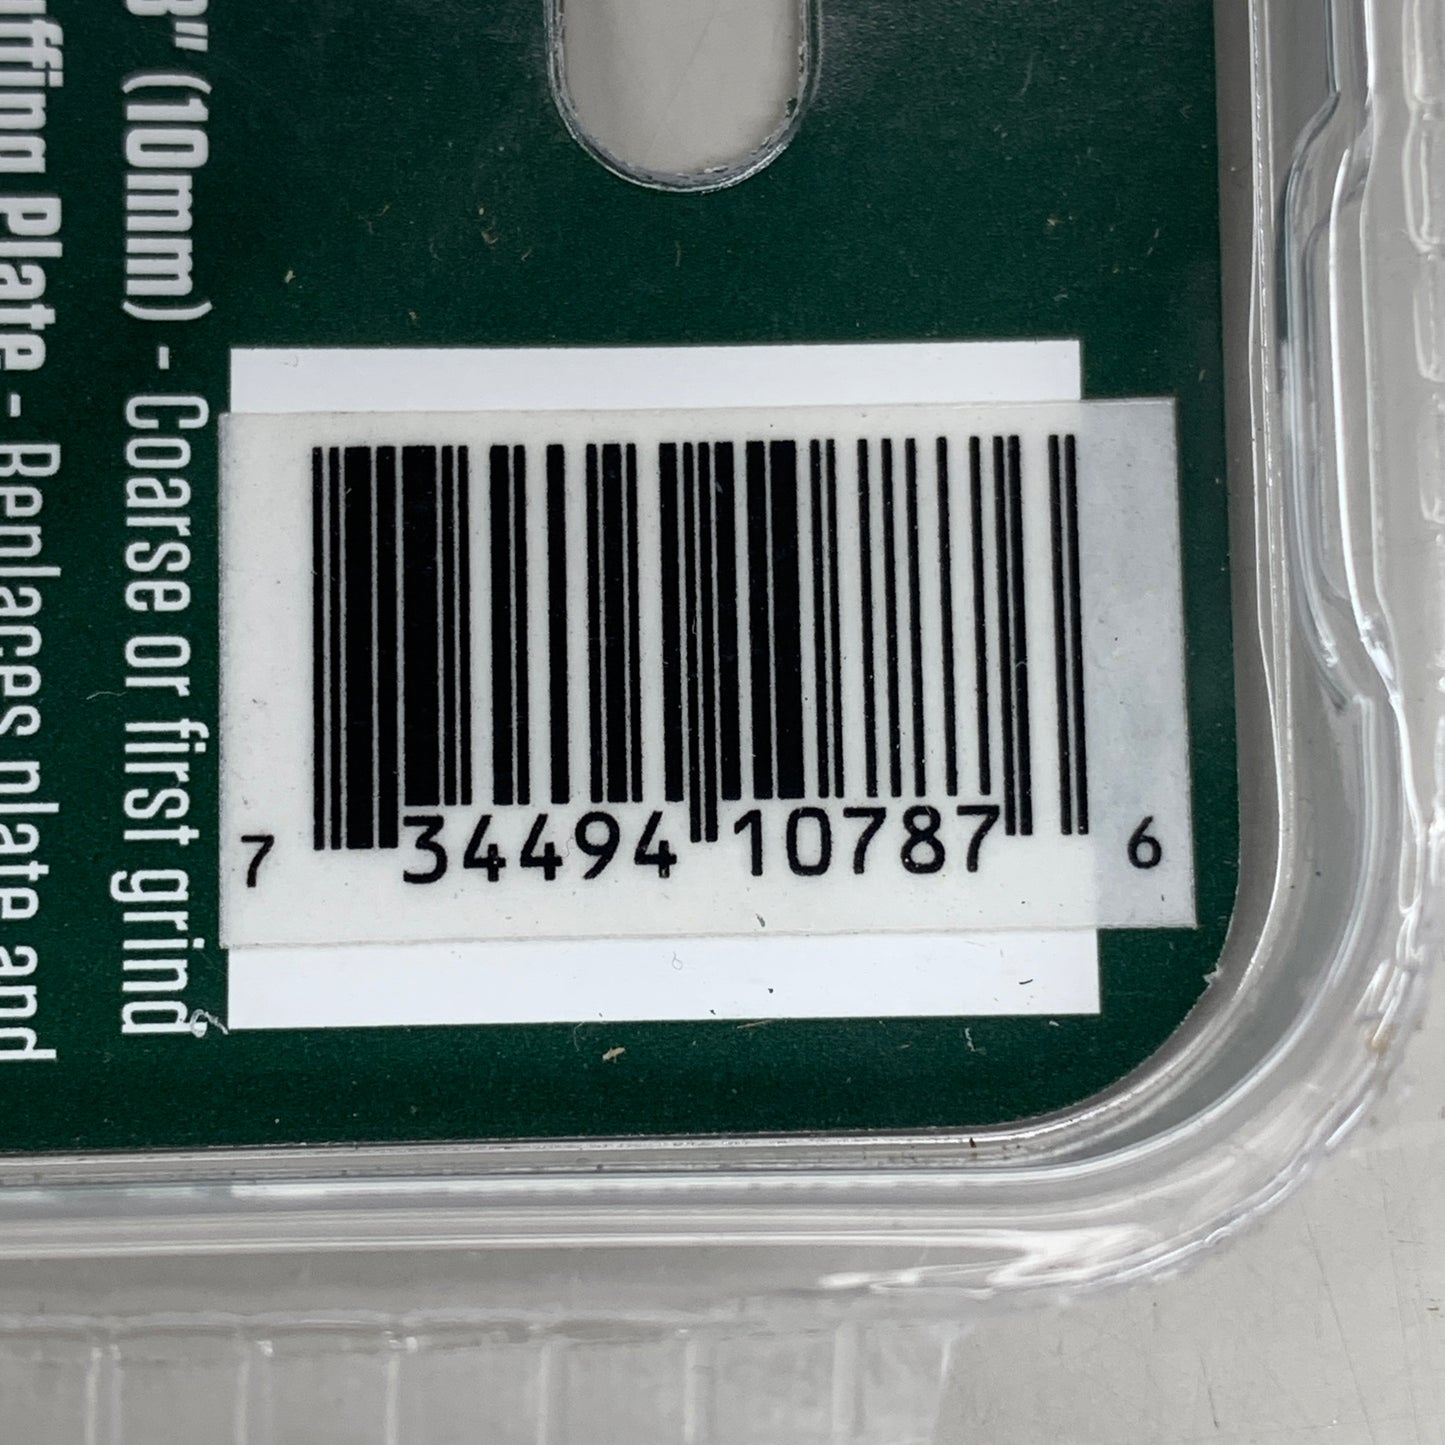 (10mm) - Coarse or first grind
Plate - Replaces plate and
7 34494 10787 6